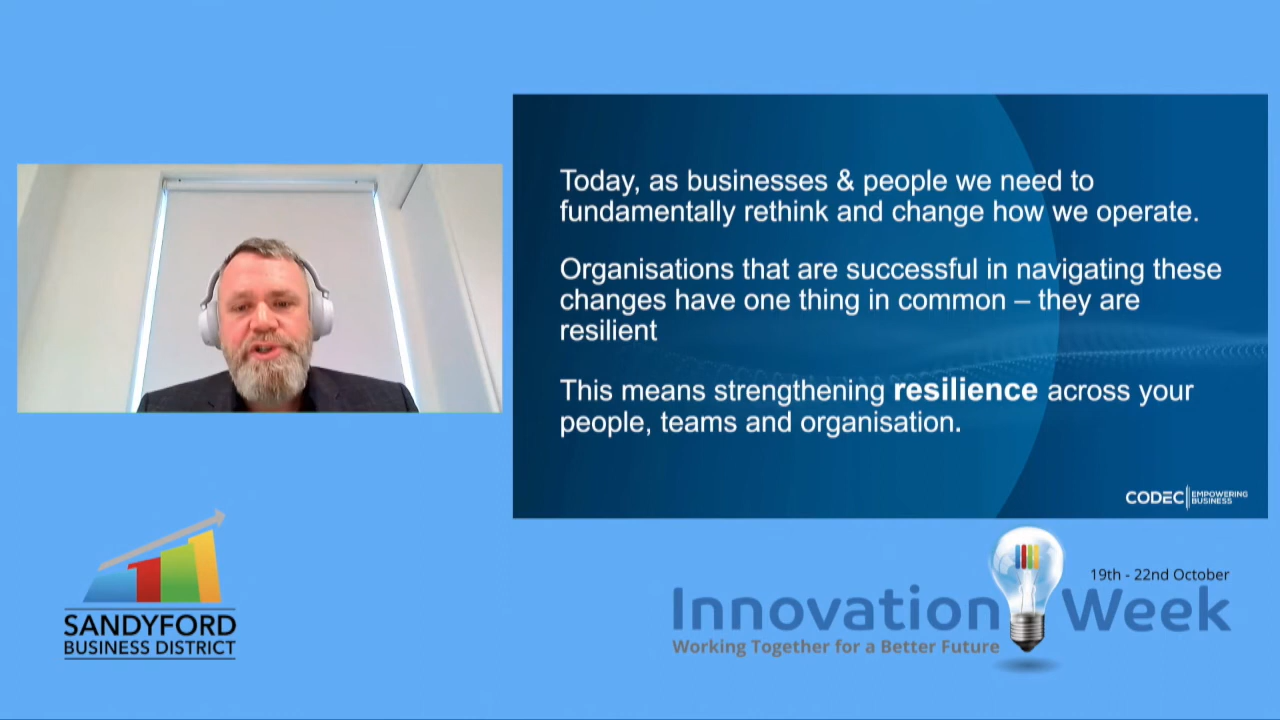 Today, as businesses & people we need to
fundamentally rethink and change how we operate.
Organisations that are successful in navigating these
changes have one thing in common – they are
resilient
This means strengthening resilience across your
people, teams and organisation.
CODEC EMPOWERING
BUSINESS
SANDYFORD
BUSINESS DISTRICT
19th - 22nd October
Innovation Week
Working Together for a Better Future